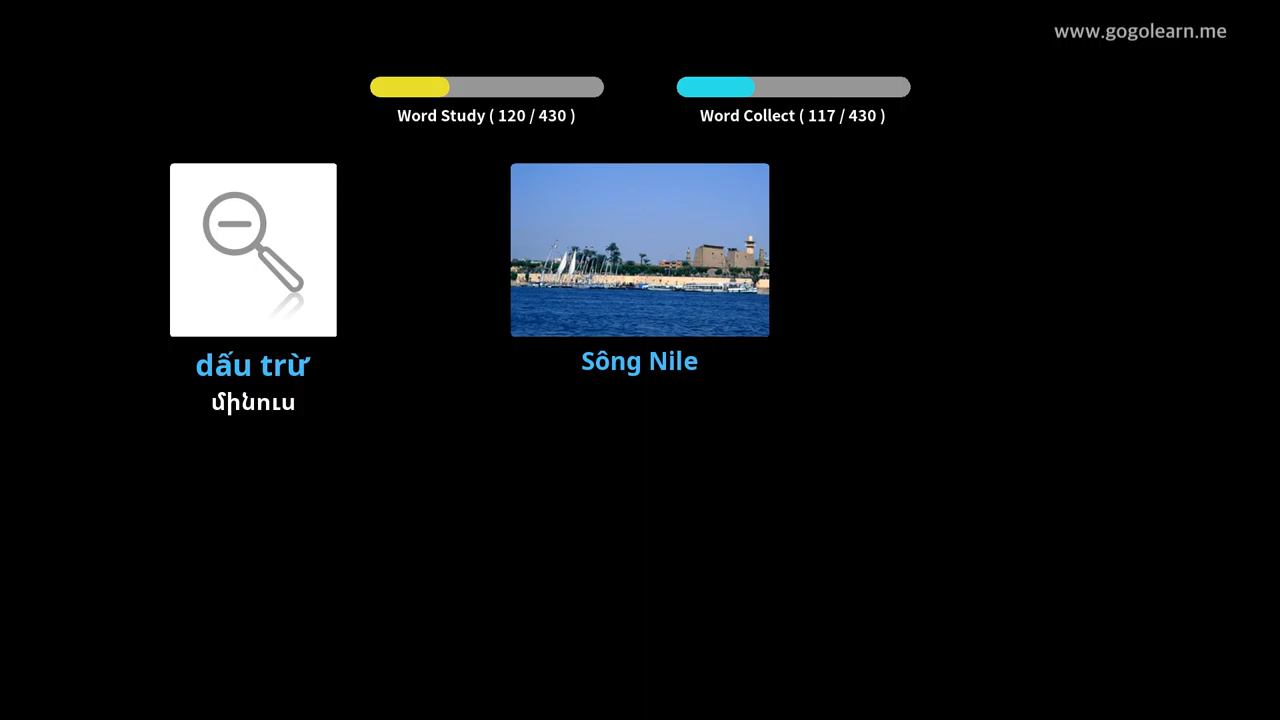 www.gogolearn.me
Word Study ( 120 / 430 )
Word Collect ( 117 / 430 )
dấu trừ
մինուս
Sông Nile